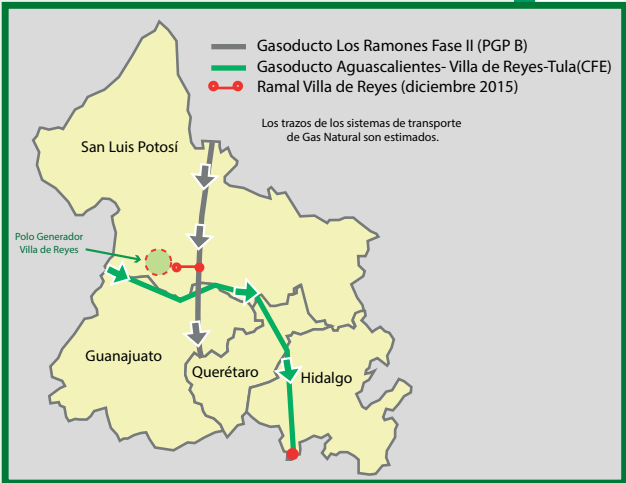 Gasoducto Los Ramones Fase II (PGP B)
Gasoducto Aguascalientes- Villa de Reyes-Tula(CFE)
Ramal Villa de Reyes (diciembre 2015)
Los trazos de los sistemas de transporte
de Gas Natural son estimados.
San Luis Potosí
Polo Generador
Villa de Reyes
Guanajuato
Querétaro
Hidalgo